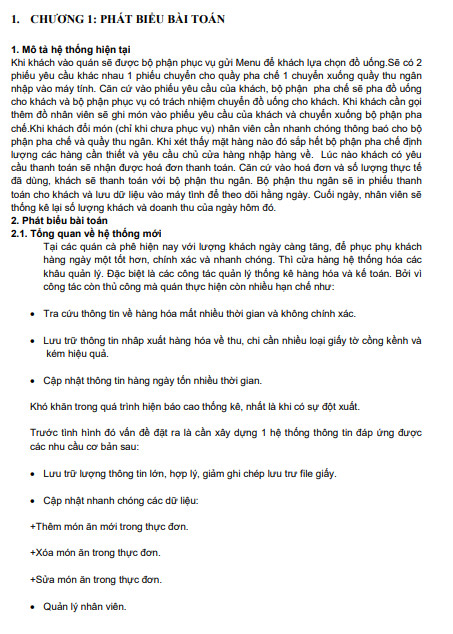 1. CHƯƠNG 1: PHÁT BIỂU BÀI TOÁN
1. Mô tả hệ thống hiện tại
Khi khách vào quán sẽ được bộ phận phục vụ gửi Menu để khách lựa chọn đồ uống.Sẽ có 2
phiếu yêu cầu khác nhau 1 phiếu chuyển cho quầy pha chế 1 chuyển xuống quầy thu ngân
nhập vào máy tính. Căn cứ vào phiếu yêu cầu của khách, bộ phận pha chế sẽ pha đồ uống
cho khách và bộ phận phục vụ có trách nhiệm chuyển đồ uống cho khách. Khi khách cần gọi
thêm đồ nhân viên sẽ ghi món vào phiếu yêu cầu của khách và chuyển xuống bộ phận pha
chế.Khi khách đổi món (chỉ khi chưa phục vụ) nhân viên cần nhanh chóng thông báo cho bộ
phận pha chế và quầy thu ngân. Khi xét thấy mặt hàng nào đó sắp hết bộ phận pha chế định
lượng các hàng cần thiết và yêu cầu chủ cửa hàng nhập hàng về. Lúc nào khách có yêu
cầu thanh toán sẽ nhận được hoá đơn thanh toán. Căn cứ vào hoá đơn và số lượng thực tế
đã dùng, khách sẽ thanh toán với bộ phận thu ngân. Bộ phận thu ngân sẽ in phiếu thanh
toán cho khách và lưu dữ liệu vào máy tính để theo dõi hằng ngày. Cuối ngày, nhân viên sẽ
thống kê lại số lượng khách và doanh thu của ngày hôm đó.
2. Phát biểu bài toán
2.1. Tổng quan về hệ thống mới
Tại các quán cà phê hiện nay với lượng khách ngày càng tăng, để phục phụ khách
hàng ngày một tốt hơn, chính xác và nhanh chóng. Thì cửa hàng hệ thống hóa các
khâu quản lý. Đặc biệt là các công tác quản lý thống kê hàng hóa và kế toán. Bởi vì
công tác còn thủ công mà quán thực hiện còn nhiều hạn chế như:
• Tra cứu thông tin về hàng hóa mất nhiều thời gian và không chính xác.
• Lưu trữ thông tin nhâp xuất hàng hóa về thu, chi cần nhiều loại giấy tờ cồng kềnh và
kém hiệu quả.
• Cập nhật thông tin hàng ngày tốn nhiều thời gian.
Khó khăn trong quá trình hiện báo cao thống kê, nhất là khi có sự đột xuất.
Trước tình hình đó vấn đề đặt ra là cần xây dựng 1 hệ thống thông tin đáp ứng được
các nhu cầu cơ bản sau:
• Lưu trữ lượng thông tin lớn, hợp lý, giảm ghi chép lưu trư file giấy.
• Cập nhật nhanh chóng các dữ liệu:
+Thêm món ăn mới trong thực đơn.
+Xóa món ăn trong thực đơn.
+Sửa món ăn trong thực đơn.
• Quản lý nhân viên.